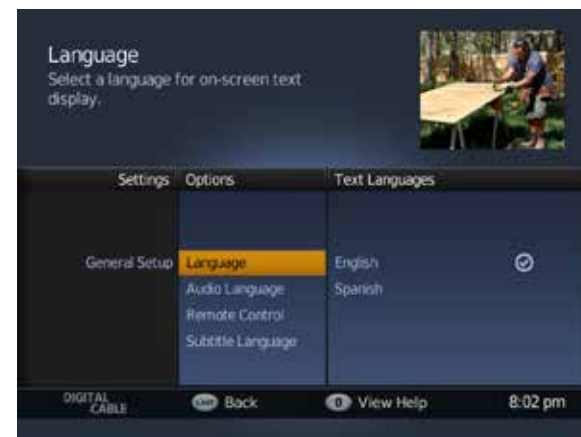 Language
Select a language for on-screen text
display.
Settings Options Text Languages
General Setup Language English
Audio Language Spanish
Remote Control
Subtitle Language
DIGITAL
CABLE
Back
View Help
8:02 pm